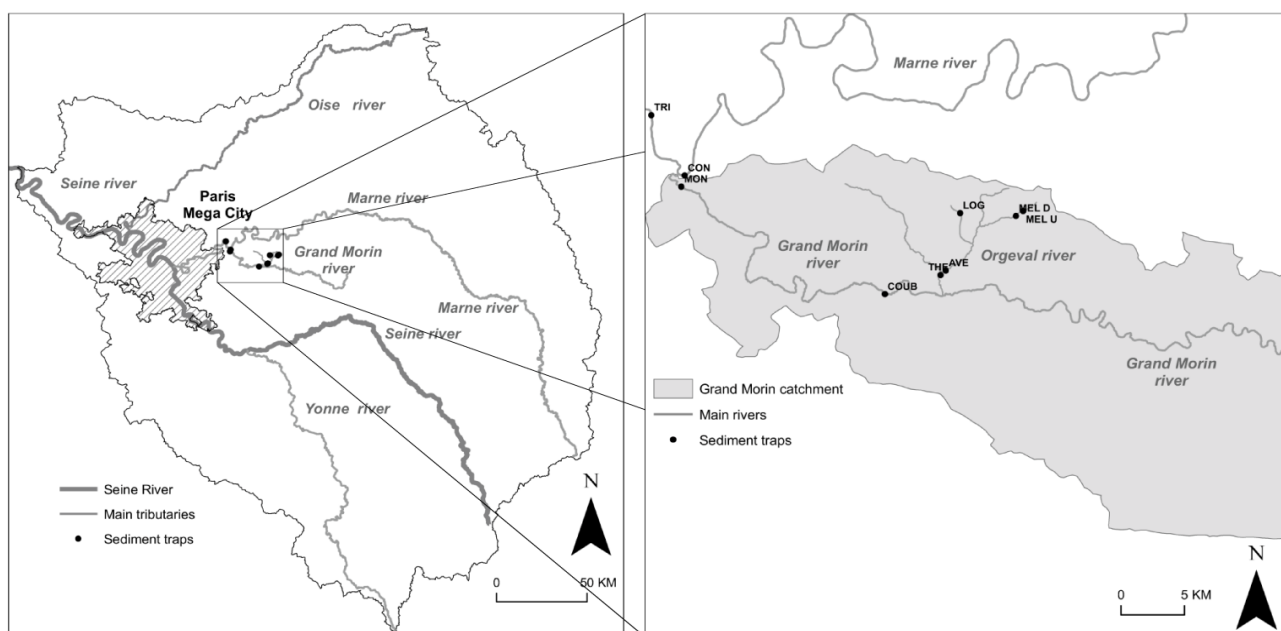 Oise river
Seine river
Paris
Mega City
Marne river
Grand Morin
river
Marne river
Seine river
Yonne river
Seine River
Main tributaries
Sediment traps
N
0 50 KM
Marne river
TRI
CON
MON
LOG
MEL D
MEL U
Grand Morin
river
Orgeval river
AVE
THE
COUB
Grand Morin
river
Grand Morin catchment
Main rivers
Sediment traps
N
0 5 KM